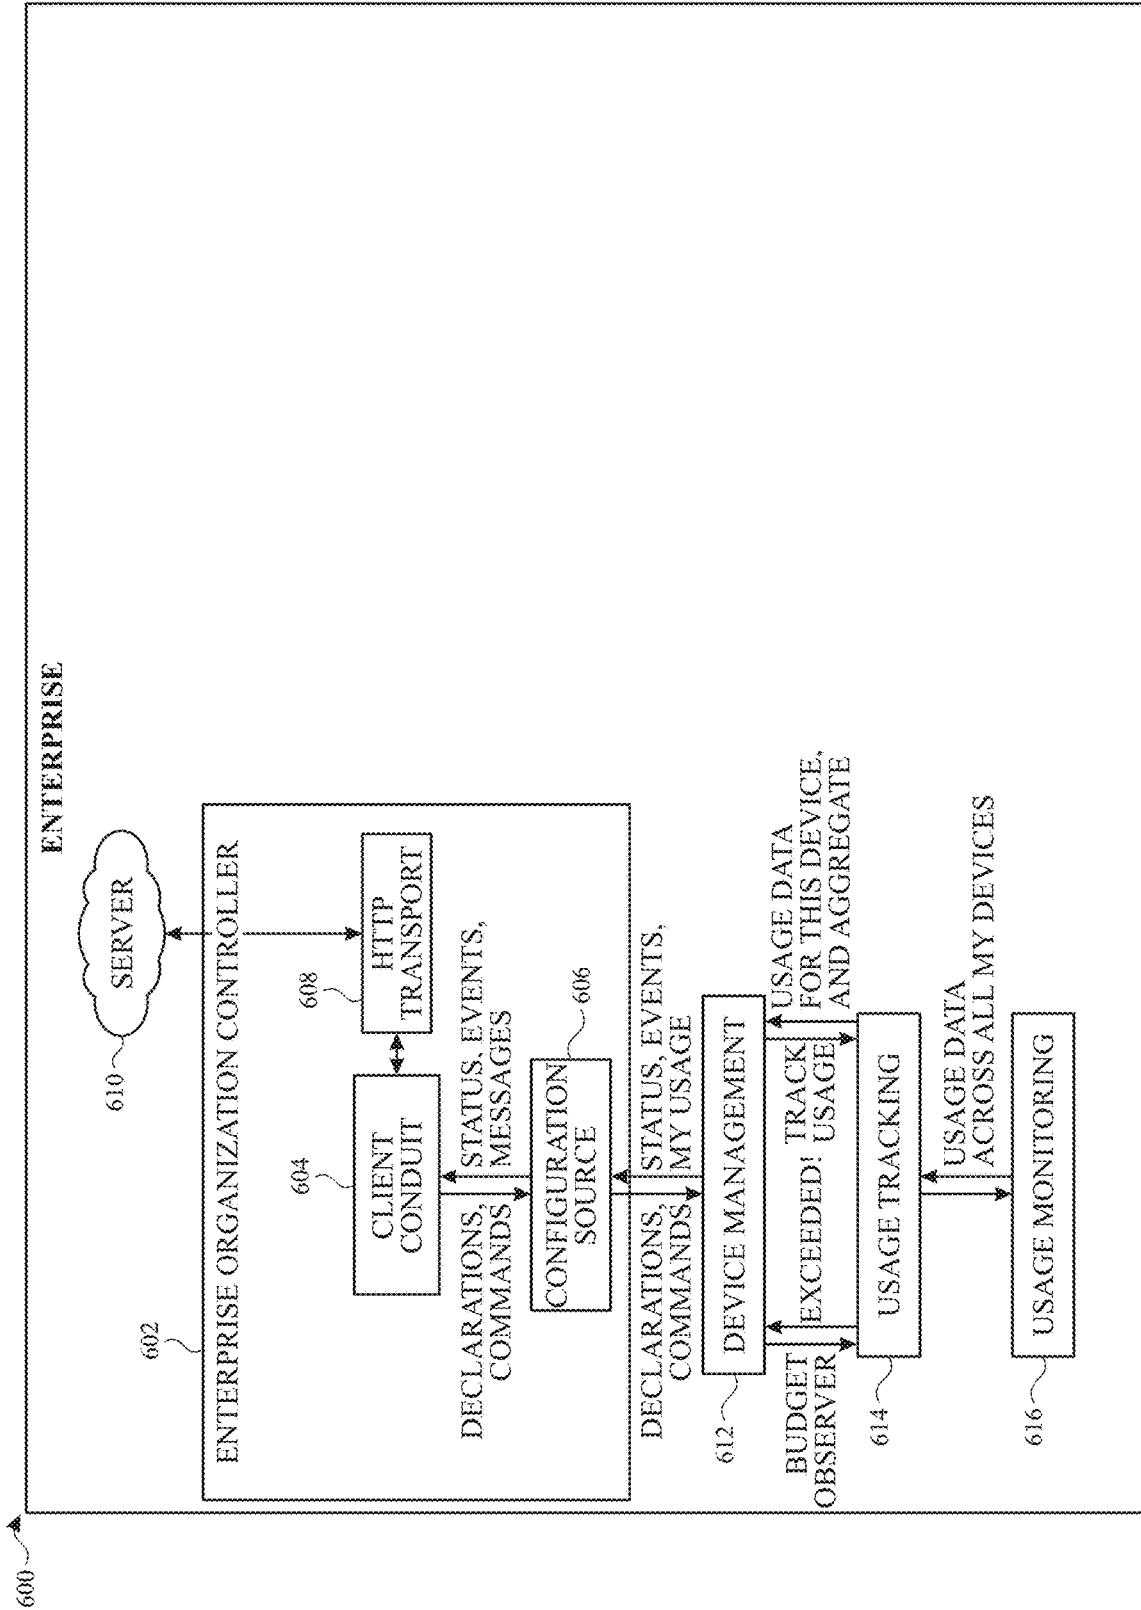 600
ENTERPRISE
SERVER
610
602
ENTERPRISE ORGANIZATION CONTROLLER
604
CLIENT
CONDUIT
608
HTTP
TRANSPORT
DECLARATIONS,
COMMANDS
STATUS, EVENTS,
MESSAGES
606
CONFIGURATION
SOURCE
DECLARATIONS,
COMMANDS
STATUS, EVENTS,
MY USAGE
612
DEVICE MANAGEMENT
BUDGET
OBSERVER
EXCEEDED!
TRACK
USAGE
USAGE DATA
FOR THIS DEVICE,
AND AGGREGATE
614
USAGE TRACKING
USAGE DATA
ACROSS ALL MY DEVICES
616
USAGE MONITORING